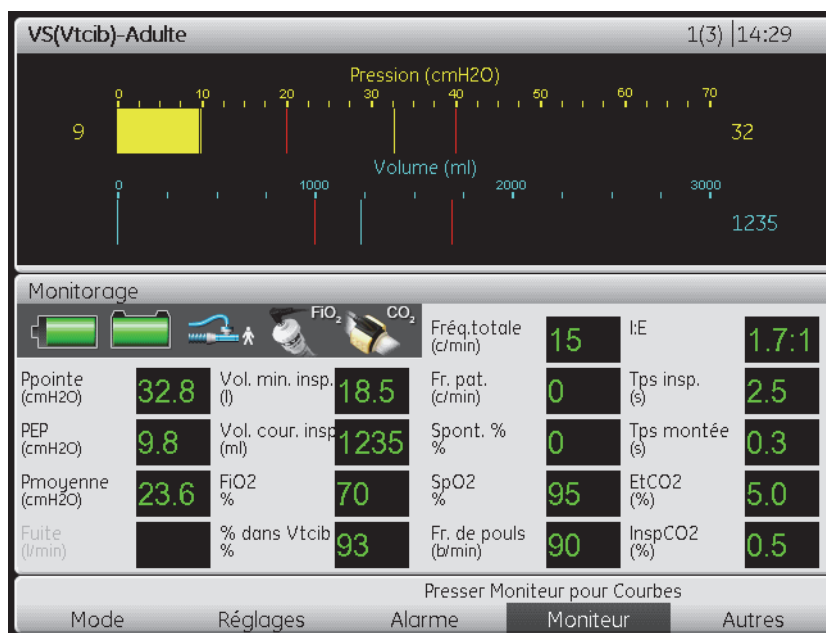 VS(Vtcib)-Adulte 1(3) 14:29
Pression (cmH2O)
0 10 20 30 40 50 60 70
9 32
Volume (ml)
0 1000 2000 3000
1235
Monitorage
FiO2 CO2
Fréq.totale (c/min) 15 I:E 1.7:1
Ppointe (cmH2O) 32.8 Vol. min. insp. (l) 18.5 Fr. pat. (c/min) 0 Tps insp. (s) 2.5
PEP (cmH2O) 9.8 Vol. cour. insp (ml) 1235 Spont. % % 0 Tps montée (s) 0.3
Pmoyenne (cmH2O) 23.6 FiO2 % 70 SpO2 % 95 EtCO2 (%) 5.0
Fuite (l/min) % dans Vtcib % 93 Fr. de pouls (b/min) 90 InspCO2 (%) 0.5
Presser Moniteur pour Courbes
Mode Réglages Alarme Moniteur Autres